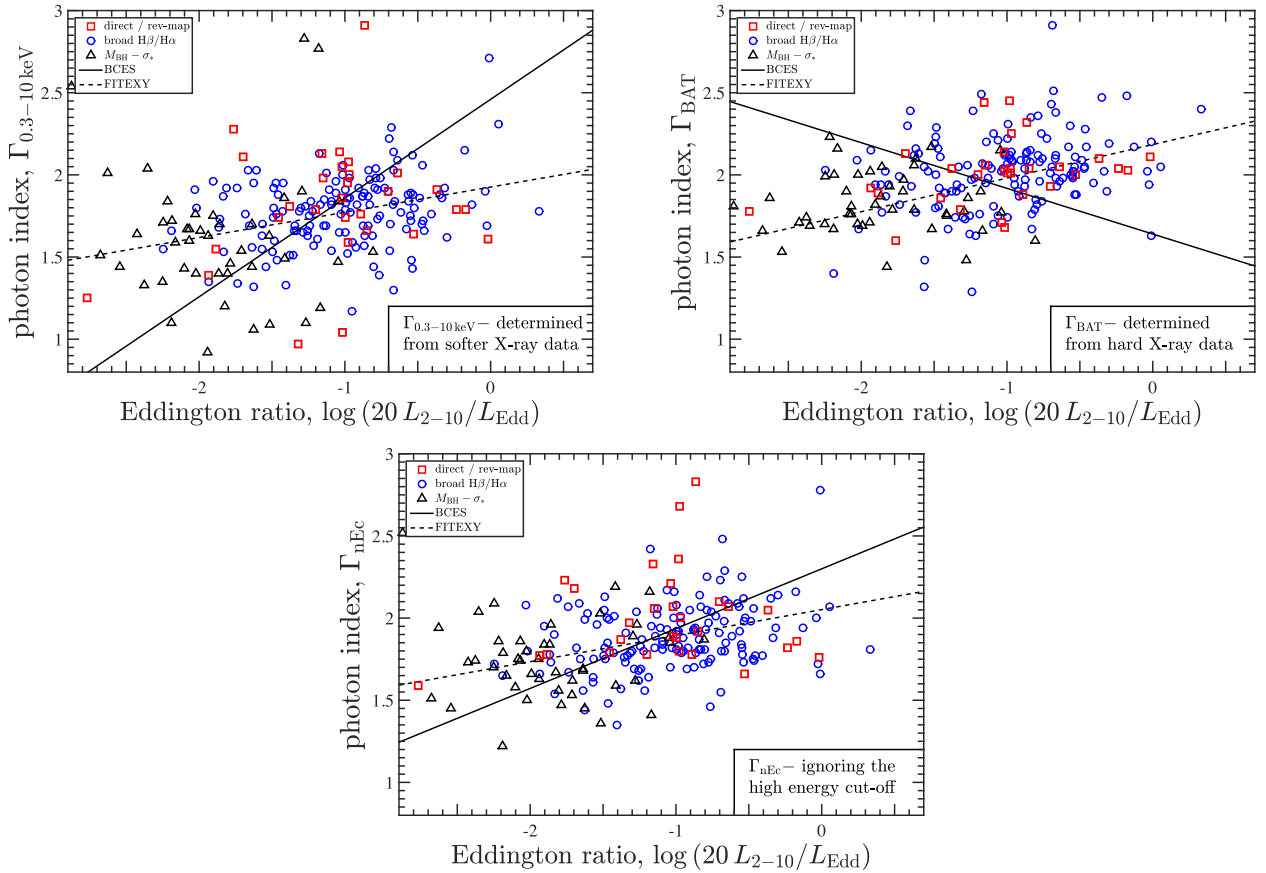 3
2.5
2
1.5
1
-2
-1
0
photon index, Γ0.3−10 keV
direct / rev-map
broad Hβ/Hα
MBH − σ*
BCES
FITEXY
Γ0.3−10 keV− determined
from softer X-ray data
Eddington ratio, log (20 L2−10/LEdd)
3
2.5
2
1.5
1
-2
-1
0
photon index, ΓBAT
direct / rev-map
broad Hβ/Hα
MBH − σ*
BCES
FITEXY
ΓBAT− determined
from hard X-ray data
Eddington ratio, log (20 L2−10/LEdd)
3
2.5
2
1.5
1
-2
-1
0
photon index, ΓnEc
direct / rev-map
broad Hβ/Hα
MBH − σ*
BCES
FITEXY
ΓnEc− ignoring the
high energy cut-off
Eddington ratio, log (20 L2−10/LEdd)